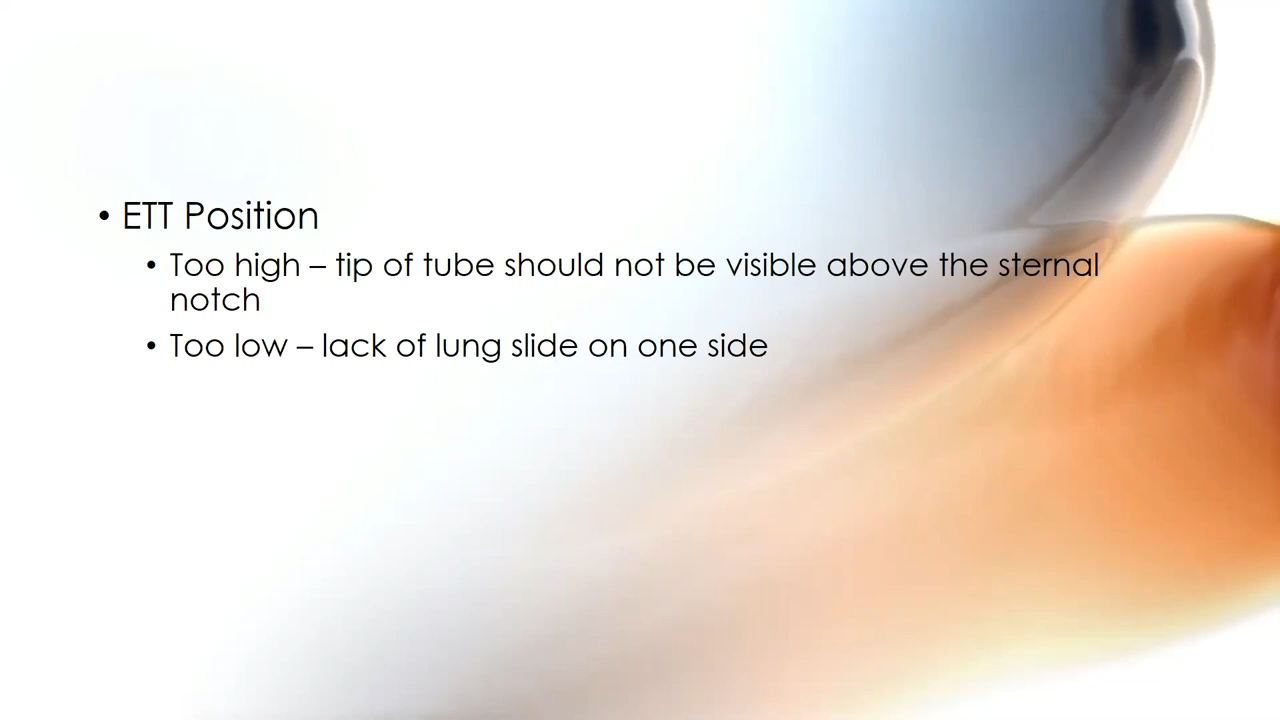 • ETT Position
• Too high – tip of tube should not be visible above the sternal
notch
• Too low – lack of lung slide on one side